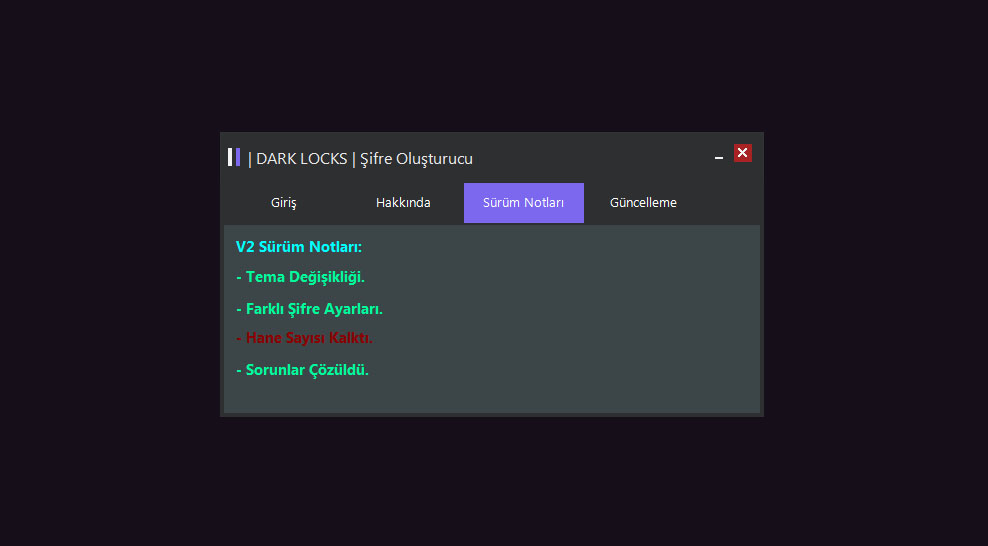 | DARK LOCKS | Şifre Oluşturucu
Giriş Hakkında Sürüm Notları Güncelleme
V2 Sürüm Notları:
- Tema Değişikliği.
- Farklı Şifre Ayarları.
- Hane Sayısı Kalktı.
- Sorunlar Çözüldü.